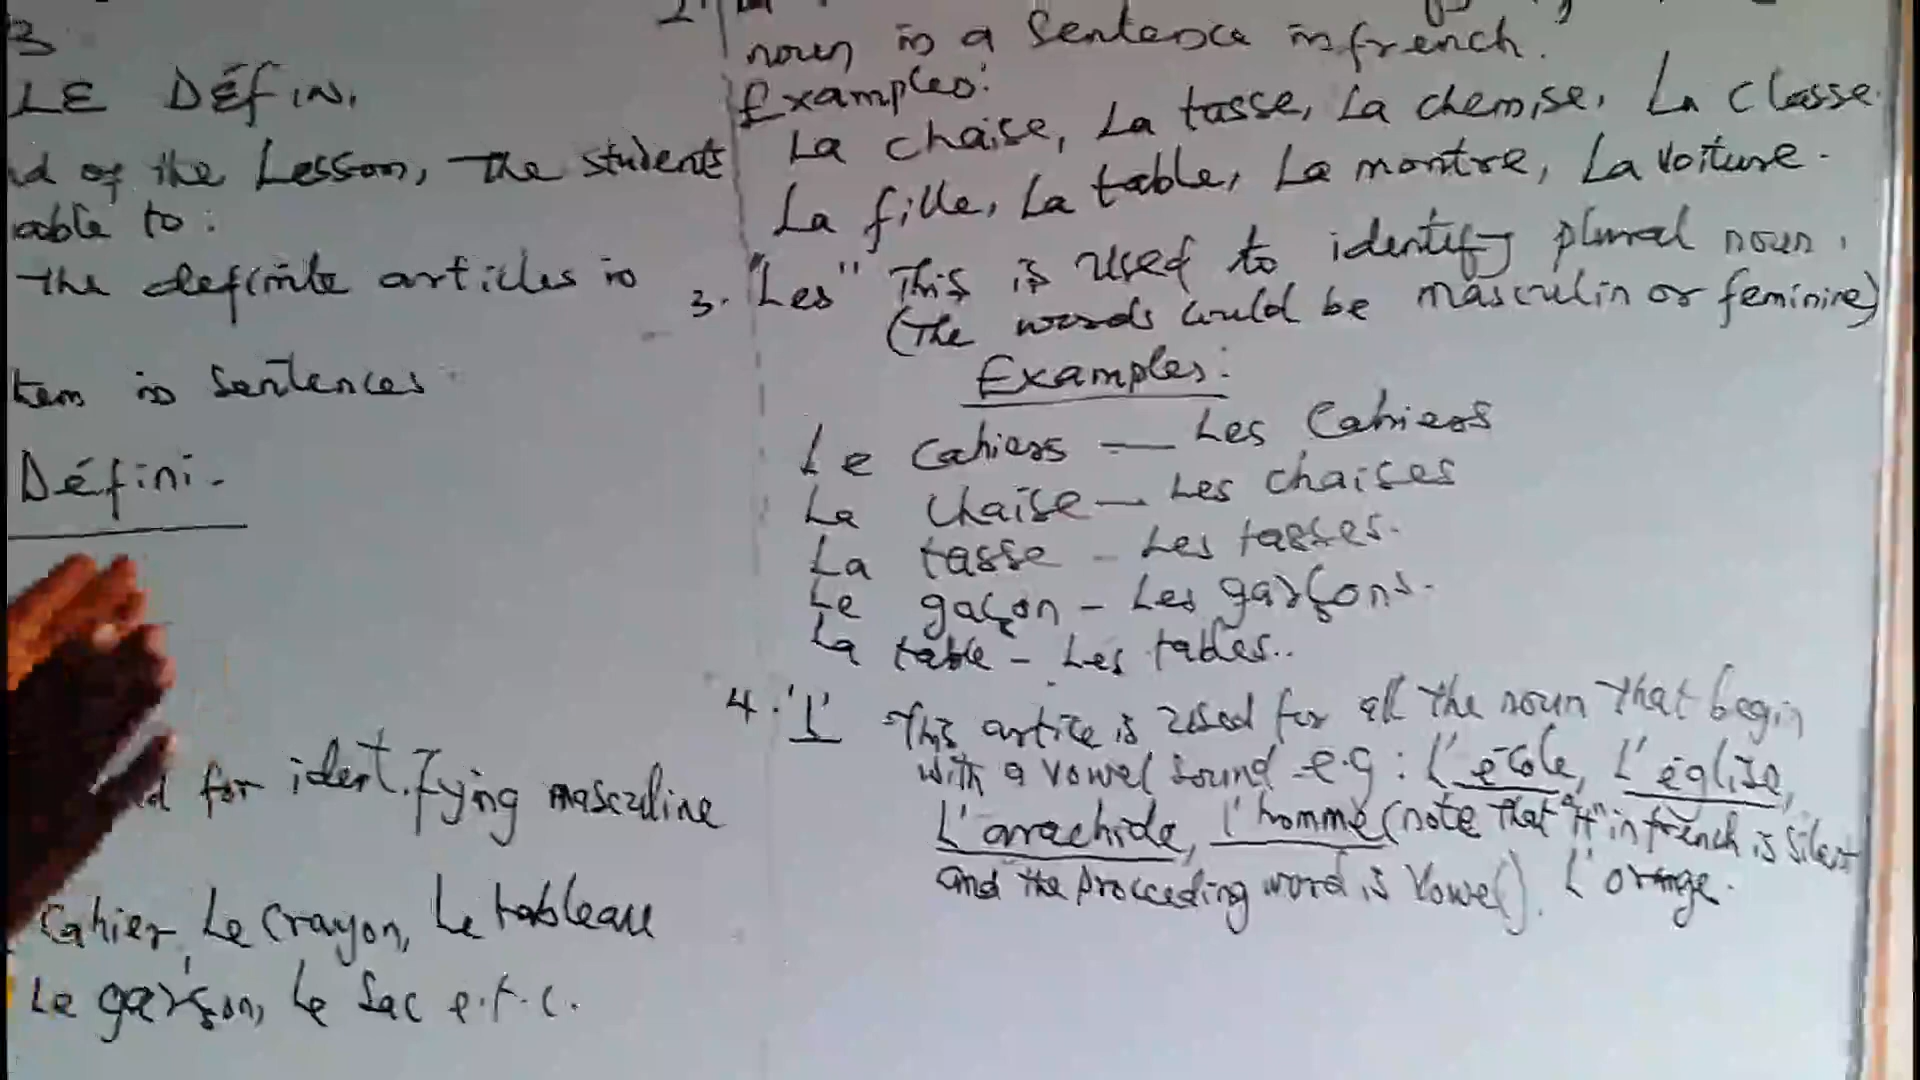 3
LE DÉFINI
d of the Lesson, the students
able to:
the definite articles in
tem in sentences
Défini.
d for identifying masculine
Cahier, Le Crayon, Le tableau
Le garçon, Le Sac e.t.c.
noun in a sentence in french.
Examples:
La chaise, La tasse, La chemise, La classe.
La fille, La table, La montre, La voiture.
3. "Les" This is used to identify plural noun.
(The words could be masculin or feminine)
Examples:
Le Cahiers — Les Cahiers
La chaise — Les chaises
La tasse - Les tasses.
Le gaçon - Les garçons.
La table - Les tables..
4. 'L' This artice is used for all the noun that begin
with a vowel sound e.g: L'école, L'église,
L'arachide, L'homme (note that "H" in french is silent
and the proceeding word is vowel). L'orange.